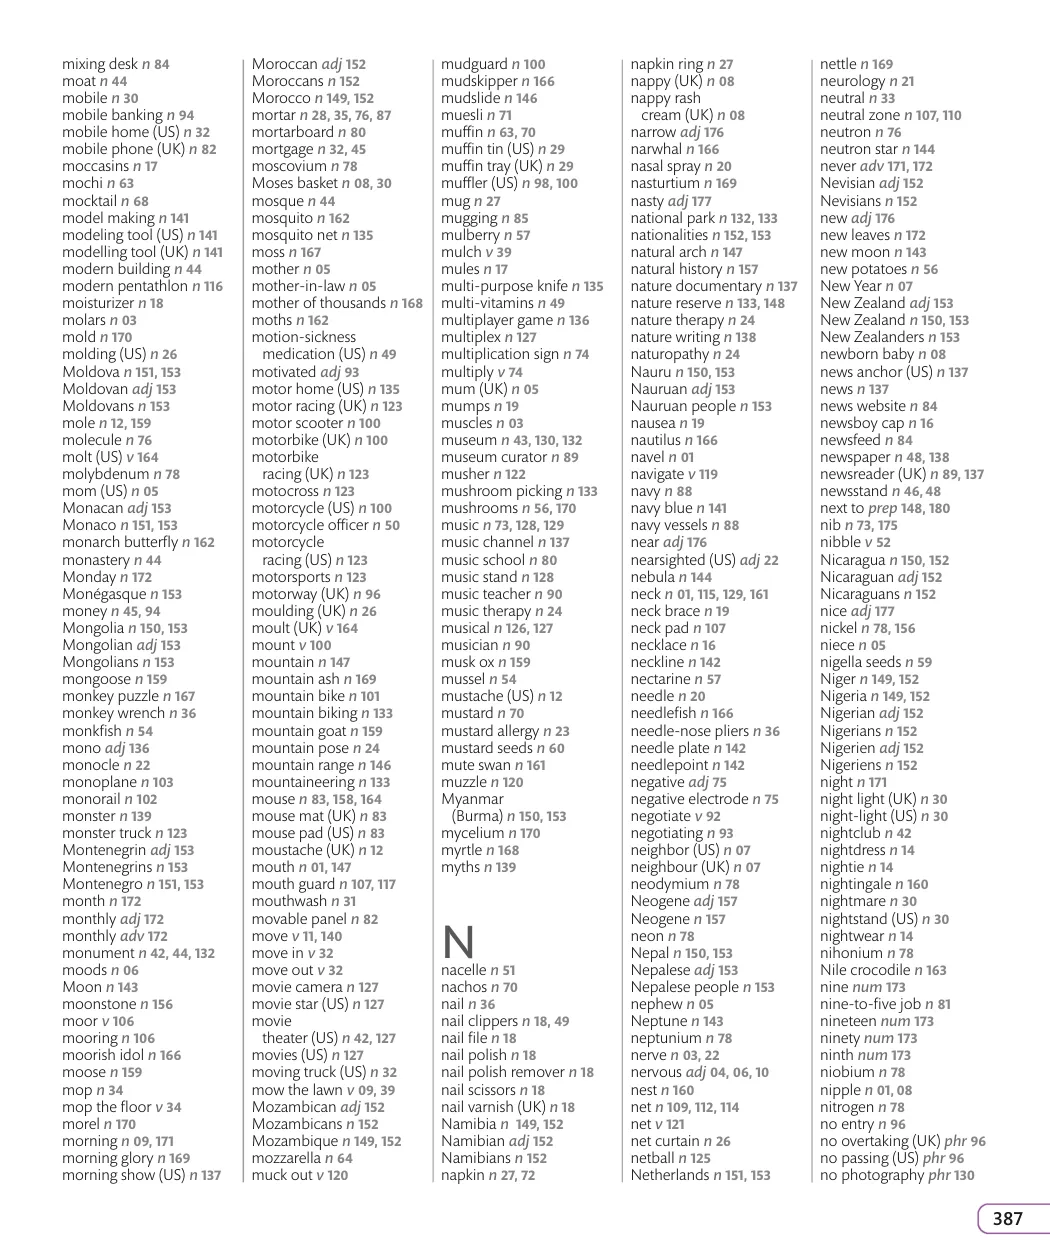 mixing desk n 84
moat n 44
mobile n 30
mobile banking n 94
mobile home (US) n 32
mobile phone (UK) n 82
moccasins n 17
mochi n 63
mocktail n 68
model making n 141
modeling tool (US) n 141
modelling tool (UK) n 141
modern building n 44
modern pentathlon n 116
moisturizer n 18
molars n 03
mold n 170
molding (US) n 26
Moldova n 151, 153
Moldovan adj 153
Moldovans n 153
mole n 12, 159
molecule n 76
molt (US) v 164
molybdenum n 78
mom (US) n 05
Monacan adj 153
Monaco n 151, 153
monarch butterfly n 162
monastery n 44
Monday n 172
Monégasque n 153
money n 45, 94
Mongolia n 150, 153
Mongolian adj 153
Mongolians n 153
mongoose n 159
monkey puzzle n 167
monkey wrench n 36
monkfish n 54
mono adj 136
monocle n 22
monoplane n 103
monorail n 102
monster n 139
monster truck n 123
Montenegrin adj 153
Montenegrins n 153
Montenegro n 151, 153
month n 172
monthly adj 172
monthly adv 172
monument n 42, 44, 132
moods n 06
Moon n 143
moonstone n 156
moor v 106
mooring n 106
moorish idol n 166
moose n 159
mop n 34
mop the floor v 34
morel n 170
morning n 09, 171
morning glory n 169
morning show (US) n 137
Moroccan adj 152
Moroccans n 152
Morocco n 149, 152
mortar n 28, 35, 76, 87
mortarboard n 80
mortgage n 32, 45
moscovium n 78
Moses basket n 08, 30
mosque n 44
mosquito n 162
mosquito net n 135
moss n 167
mother n 05
mother-in-law n 05
mother of thousands n 168
moths n 162
motion-sickness
medication (US) n 49
motivated adj 93
motor home (US) n 135
motor racing (UK) n 123
motor scooter n 100
motorbike (UK) n 100
motorbike
racing (UK) n 123
motocross n 123
motorcycle (US) n 100
motorcycle officer n 50
motorcycle
racing (US) n 123
motorsports n 123
motorway (UK) n 96
moulding (UK) n 26
moult (UK) v 164
mount v 100
mountain n 147
mountain ash n 169
mountain bike n 101
mountain biking n 133
mountain goat n 159
mountain pose n 24
mountain range n 146
mountaineering n 133
mouse n 83, 158, 164
mouse mat (UK) n 83
mouse pad (US) n 83
moustache (UK) n 12
mouth n 01, 147
mouth guard n 107, 117
mouthwash n 31
movable panel n 82
move v 11, 140
move in v 32
move out v 32
movie camera n 127
movie star (US) n 127
movie
theater (US) n 42, 127
movies (US) n 127
moving truck (US) n 32
mow the lawn v 09, 39
Mozambican adj 152
Mozambicans n 152
Mozambique n 149, 152
mozzarella n 64
muck out v 120
mudguard n 100
mudskipper n 166
mudslide n 146
muesli n 71
muffin n 63, 70
muffin tin (US) n 29
muffin tray (UK) n 29
muffler (US) n 98, 100
mug n 27
mugging n 85
mulberry n 57
mulch v 39
mules n 17
multi-purpose knife n 135
multi-vitamins n 49
multiplayer game n 136
multiplex n 127
multiplication sign n 74
multiply v 74
mum (UK) n 05
mumps n 19
muscles n 03
museum n 43, 130, 132
museum curator n 89
musher n 122
mushroom picking n 133
mushrooms n 56, 170
music n 73, 128, 129
music channel n 137
music school n 80
music stand n 128
music teacher n 90
music therapy n 24
musical n 126, 127
musician n 90
musk ox n 159
mussel n 54
mustache (US) n 12
mustard n 70
mustard allergy n 23
mustard seeds n 60
mute swan n 161
muzzle n 120
Myanmar
(Burma) n 150, 153
mycelium n 170
myrtle n 168
myths n 139
N
nacelle n 51
nachos n 70
nail n 36
nail clippers n 18, 49
nail file n 18
nail polish n 18
nail polish remover n 18
nail scissors n 18
nail varnish (UK) n 18
Namibia n 149, 152
Namibian adj 152
Namibians n 152
napkin n 27, 72
napkin ring n 27
nappy (UK) n 08
nappy rash
cream (UK) n 08
narrow adj 176
narwhal n 166
nasal spray n 20
nasturtium n 169
nasty adj 177
national park n 132, 133
nationalities n 152, 153
natural arch n 147
natural history n 157
nature documentary n 137
nature reserve n 133, 148
nature therapy n 24
nature writing n 138
naturopathy n 24
Nauru n 150, 153
Nauruan adj 153
Nauruan people n 153
nausea n 19
nautilus n 166
navel n 01
navigate v 119
navy n 88
navy blue n 141
navy vessels n 88
near adj 176
nearsighted (US) adj 22
nebula n 144
neck n 01, 115, 129, 161
neck brace n 19
neck pad n 107
necklace n 16
neckline n 142
nectarine n 57
needle n 20
needlefish n 166
needle-nose pliers n 36
needle plate n 142
needlepoint n 142
negative adj 75
negative electrode n 75
negotiate v 92
negotiating n 93
neighbor (US) n 07
neighbour (UK) n 07
neodymium n 78
Neogene adj 157
Neogene n 157
neon n 78
Nepal n 150, 153
Nepalese adj 153
Nepalese people n 153
nephew n 05
Neptune n 143
neptunium n 78
nerve n 03, 22
nervous adj 04, 06, 10
nest n 160
net n 109, 112, 114
net v 121
net curtain n 26
netball n 125
Netherlands n 151, 153
nettle n 169
neurology n 21
neutral n 33
neutral zone n 107, 110
neutron n 76
neutron star n 144
never adv 171, 172
Nevisian adj 152
Nevisians n 152
new adj 176
new leaves n 172
new moon n 143
new potatoes n 56
New Year n 07
New Zealand adj 153
New Zealand n 150, 153
New Zealanders n 153
newborn baby n 08
news anchor (US) n 137
news n 137
news website n 84
newsboy cap n 16
newsfeed n 84
newspaper n 48, 138
newsreader (UK) n 89, 137
newsstand n 46, 48
next to prep 148, 180
nib n 73, 175
nibble v 52
Nicaragua n 150, 152
Nicaraguan adj 152
Nicaraguans n 152
nice adj 177
nickel n 78, 156
niece n 05
nigella seeds n 59
Niger n 149, 152
Nigeria n 149, 152
Nigerian adj 152
Nigerians n 152
Nigerien adj 152
Nigeriens n 152
night n 171
night light (UK) n 30
night-light (US) n 30
nightclub n 42
nightdress n 14
nightie n 14
nightingale n 160
nightmare n 30
nightstand (US) n 30
nightwear n 14
nihonium n 78
Nile crocodile n 163
nine num 173
nine-to-five job n 81
nineteen num 173
ninety num 173
ninth num 173
niobium n 78
nipple n 01, 08
nitrogen n 78
no entry n 96
no overtaking (UK) phr 96
no passing (US) phr 96
no photography phr 130
387